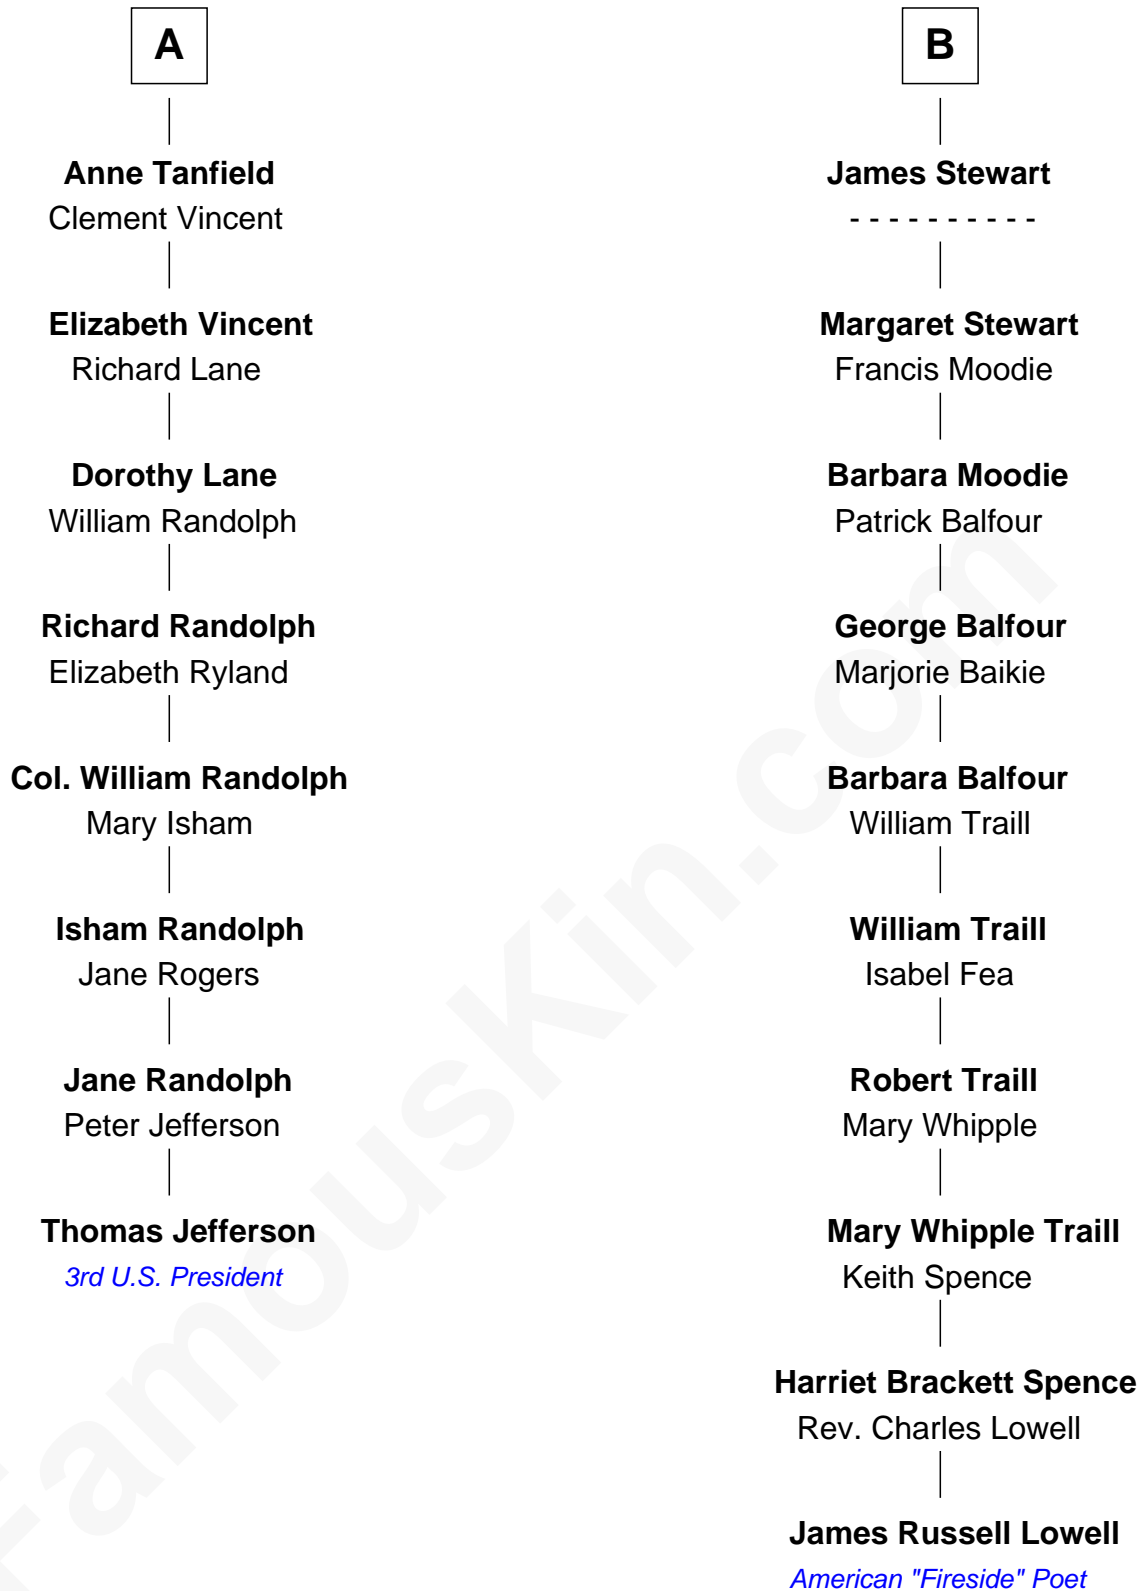 A
Anne Tanfield
Clement Vincent
Elizabeth Vincent
Richard Lane
Dorothy Lane
William Randolph
Richard Randolph
Elizabeth Ryland
Col. William Randolph
Mary Isham
Isham Randolph
Jane Rogers
Jane Randolph
Peter Jefferson
Thomas Jefferson
3rd U.S. President
B
James Stewart
- - - - - - - - - -
Margaret Stewart
Francis Moodie
Barbara Moodie
Patrick Balfour
George Balfour
Marjorie Baikie
Barbara Balfour
William Traill
William Traill
Isabel Fea
Robert Traill
Mary Whipple
Mary Whipple Traill
Keith Spence
Harriet Brackett Spence
Rev. Charles Lowell
James Russell Lowell
American "Fireside" Poet
FamousKin.com